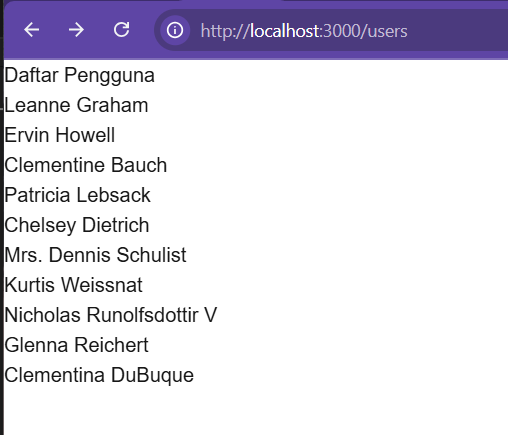 http://localhost:3000/users
Daftar Pengguna
Leanne Graham
Ervin Howell
Clementine Bauch
Patricia Lebsack
Chelsey Dietrich
Mrs. Dennis Schulist
Kurtis Weissnat
Nicholas Runolfsdottir V
Glenna Reichert
Clementina DuBuque